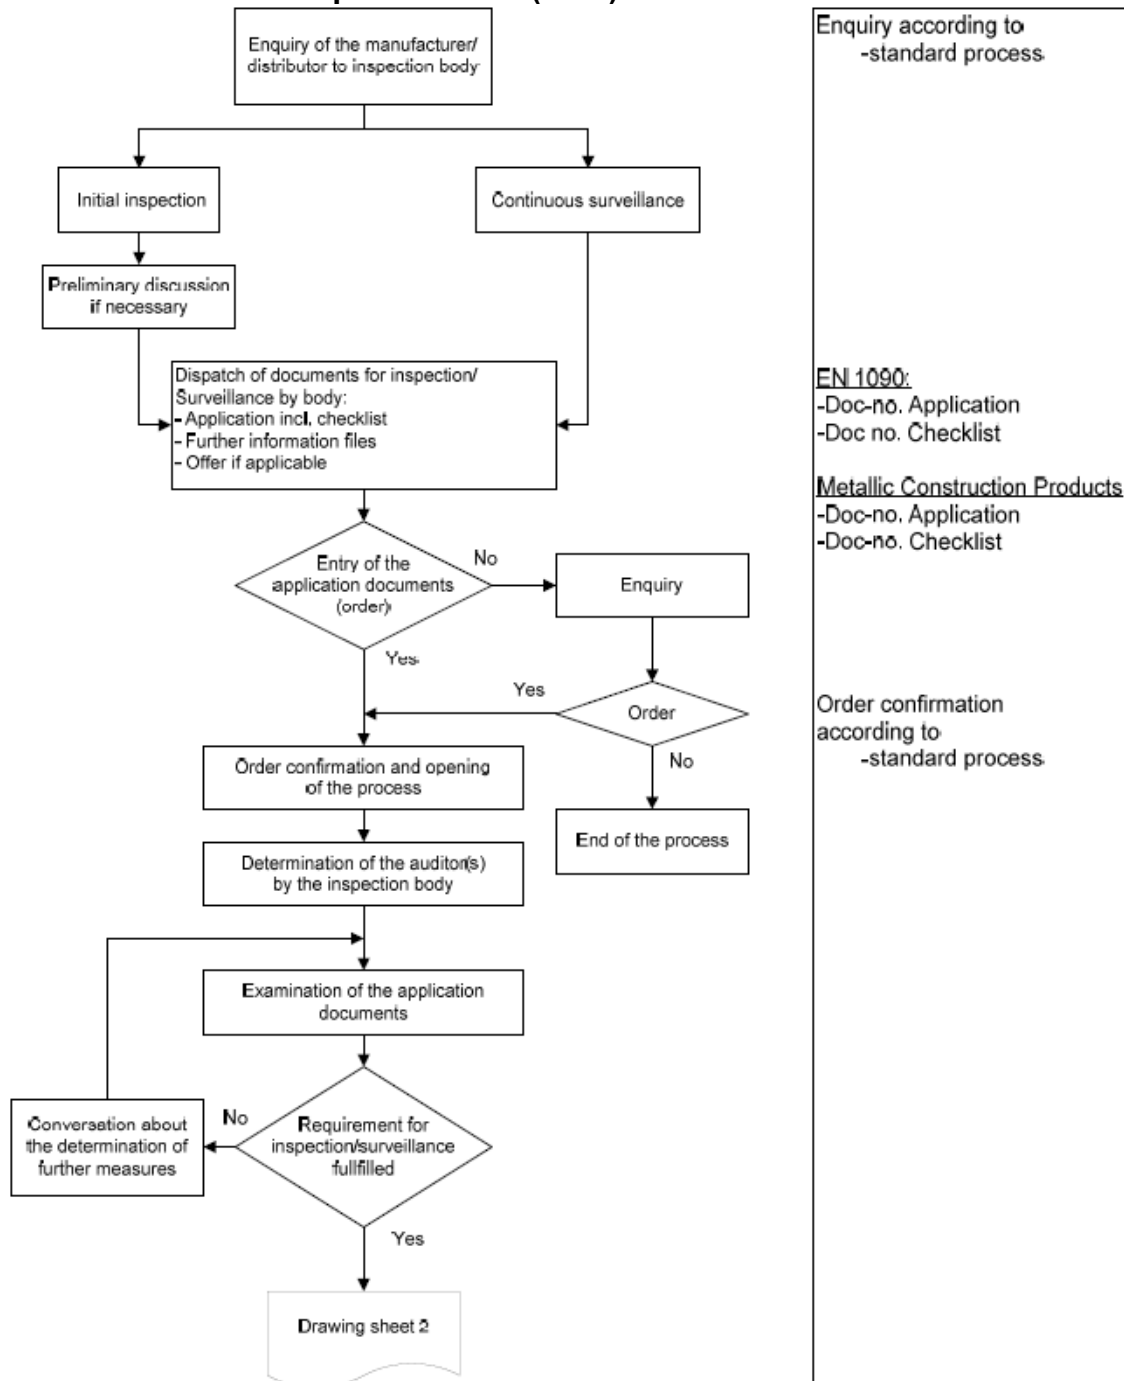 Enquiry of the manufacturer/
distributor to inspection body
Initial inspection
Continuous surveillance
Preliminary discussion
if necessary
Dispatch of documents for inspection/
Surveillance by body:
- Application incl. checklist
- Further information files
- Offer if applicable
Entry of the
application documents
(order)
No
Enquiry
Yes
Yes
Order
No
Order confirmation and opening
of the process
End of the process
Determination of the auditor(s)
by the inspection body
Examination of the application
documents
Conversation about
the determination of
further measures
No
Requirement for
inspection/surveillance
fullfilled
Yes
Drawing sheet 2
Enquiry according to
-standard process
EN 1090:
-Doc-no. Application
-Doc no. Checklist
Metallic Construction Products
-Doc-no. Application
-Doc-no. Checklist
Order confirmation
according to
-standard process